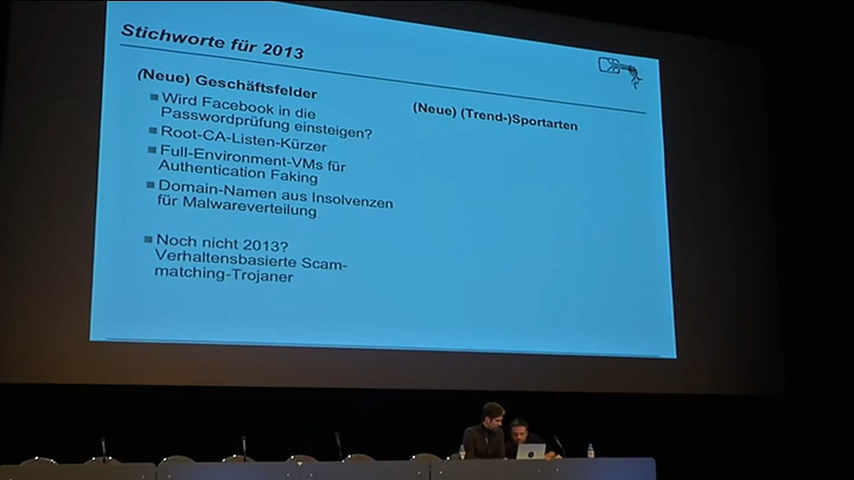 Stichworte für 2013
(Neue) Geschäftsfelder
Wird Facebook in die
Passwordprüfung einsteigen?
Root-CA-Listen-Kürzer
Full-Environment-VMs für
Authentication Faking
Domain-Namen aus Insolvenzen
für Malwareverteilung
Noch nicht 2013?
Verhaltensbasierte Scam-
matching-Trojaner
(Neue) (Trend-)Sportarten